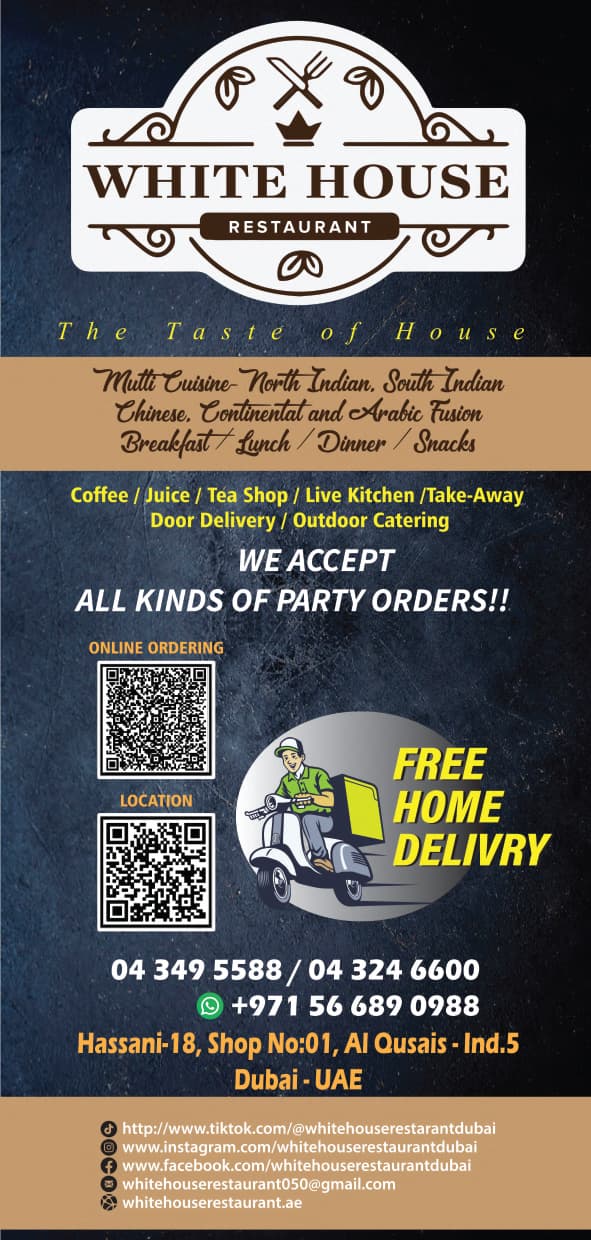 WHITE HOUSE
RESTAURANT
The Taste of House
Multi Cuisine- North Indian, South Indian
Chinese, Continental and Arabic Fusion
Breakfast / Lunch / Dinner / Snacks
Coffee / Juice / Tea Shop / Live Kitchen /Take-Away
Door Delivery / Outdoor Catering
WE ACCEPT
ALL KINDS OF PARTY ORDERS!!
ONLINE ORDERING
LOCATION
FREE
HOME
DELIVRY
04 349 5588 / 04 324 6600
+971 56 689 0988
Hassani-18, Shop No:01, Al Qusais - Ind.5
Dubai - UAE
http://www.tiktok.com/@whitehouserestarantdubai
www.instagram.com/whitehouserestaurantdubai
www.facebook.com/whitehouserestaurantdubai
whitehouserestaurant050@gmail.com
whitehouserestaurant.ae